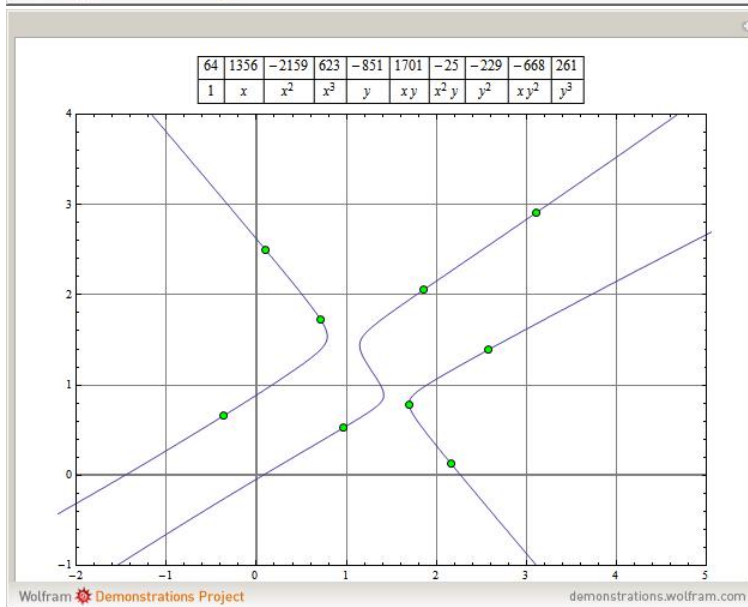 64 1356 −2159 623 −851 1701 −25 −229 −668 261
1 x x² x³ y x y x² y y² x y² y³
4
3
2
1
0
−1
−2 −1 0 1 2 3 4 5
Wolfram Demonstrations Project demonstrations.wolfram.com